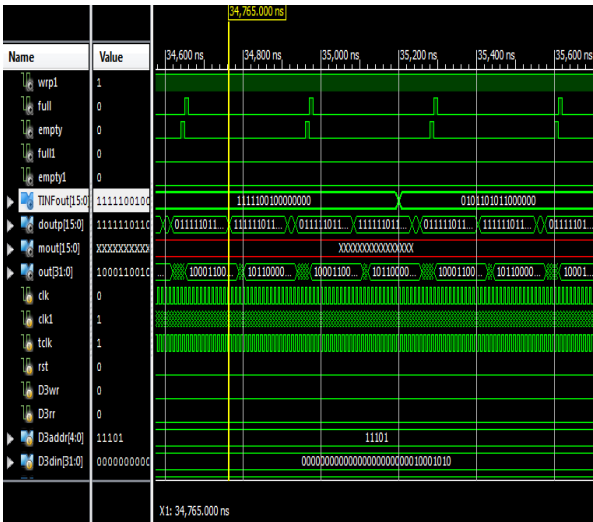 34,765.000 ns
Name Value 34,600 ns 34,800 ns 35,000 ns 35,200 ns 35,400 ns 35,600 ns
wrp1 1
full 0
empty 0
full1 0
empty1 0
TINFout[15:0] 1111100100 1111100100000000 0101101011000000
doutp[15:0] 1111110110 011111011... 111111011... 011111011... 111111011... 011111011... 111111011... 01111101...
mout[15:0] XXXXXXXXXX XXXXXXXXXXXXXXXX
out[31:0] 1000110010 ... 10001100... 10110000... 10001100... 10110000... 10001100... 10110000... 10001...
clk 0
clk1 1
tclk 1
rst 0
D3wr 0
D3rr 0
D3addr[4:0] 11101 11101
D3din[31:0] 0000000000 00000000000000000000000010001010
X1: 34,765.000 ns